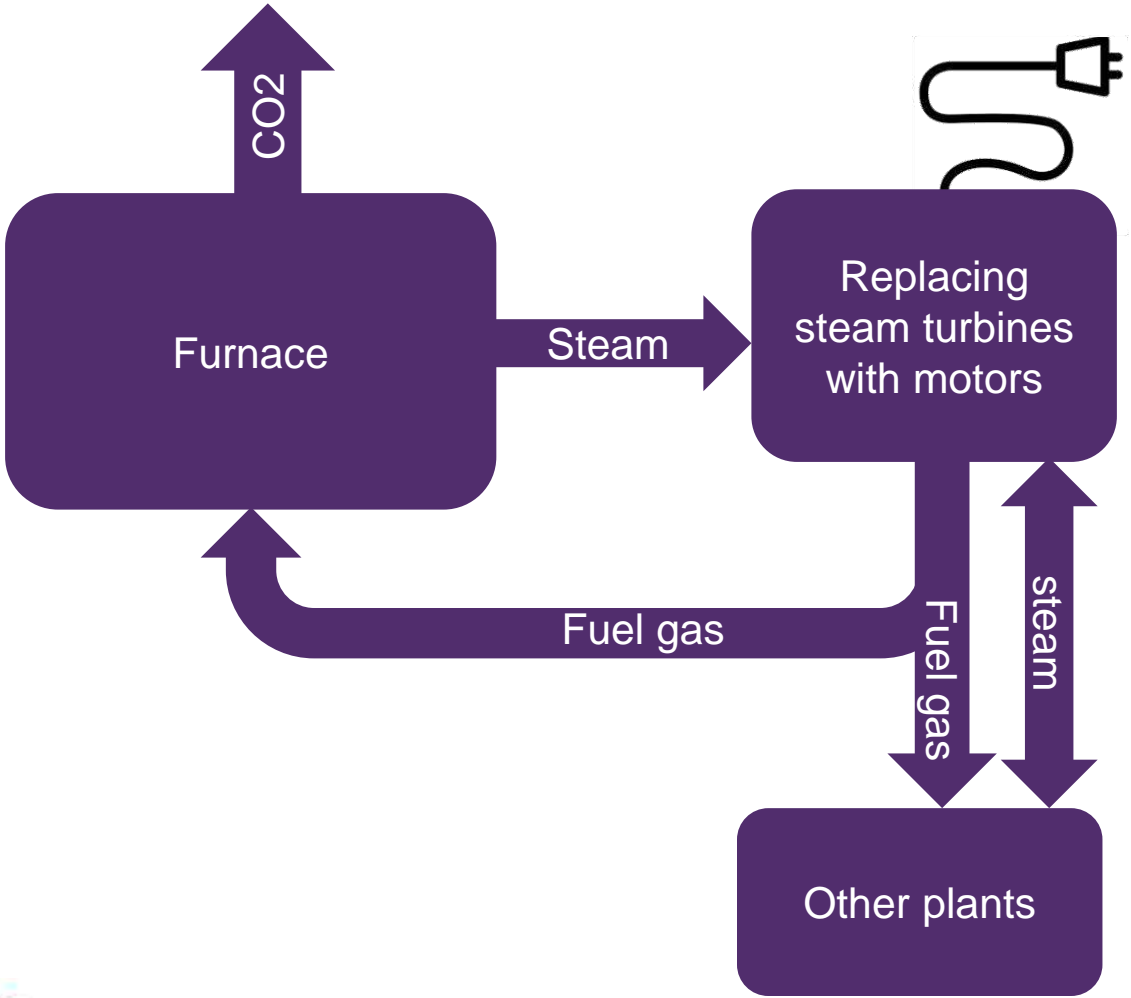 CO2
Furnace
Steam
Replacing
steam turbines
with motors
Fuel gas
Fuel gas
steam
Other plants